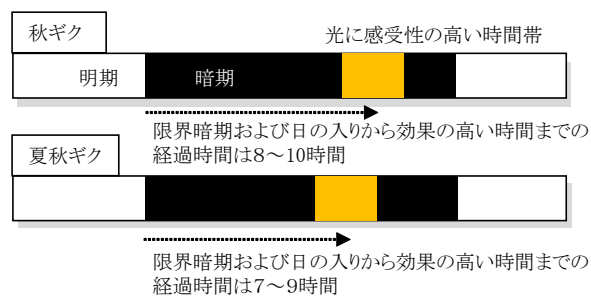 秋ギク
光に感受性の高い時間帯
明期
暗期
限界暗期および日の入りから効果の高い時間までの
経過時間は8～10時間
夏秋ギク
限界暗期および日の入りから効果の高い時間までの
経過時間は7～9時間